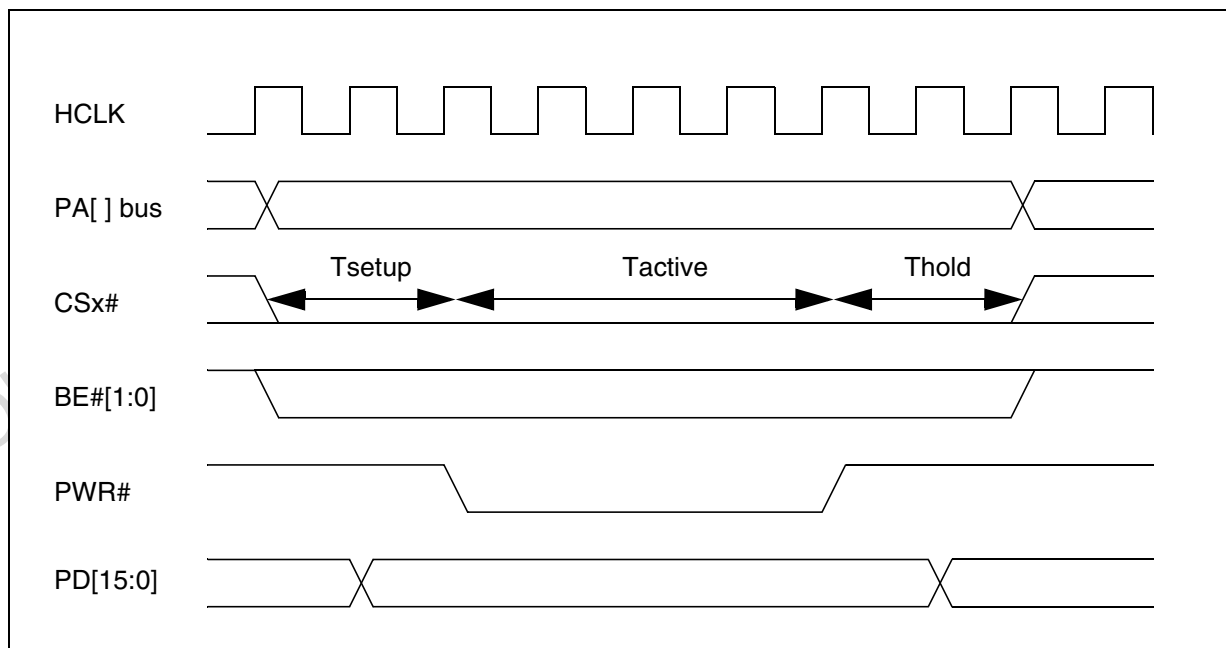 HCLK
PA[ ] bus
Tsetup Tactive Thold
CSx#
BE#[1:0]
PWR#
PD[15:0]